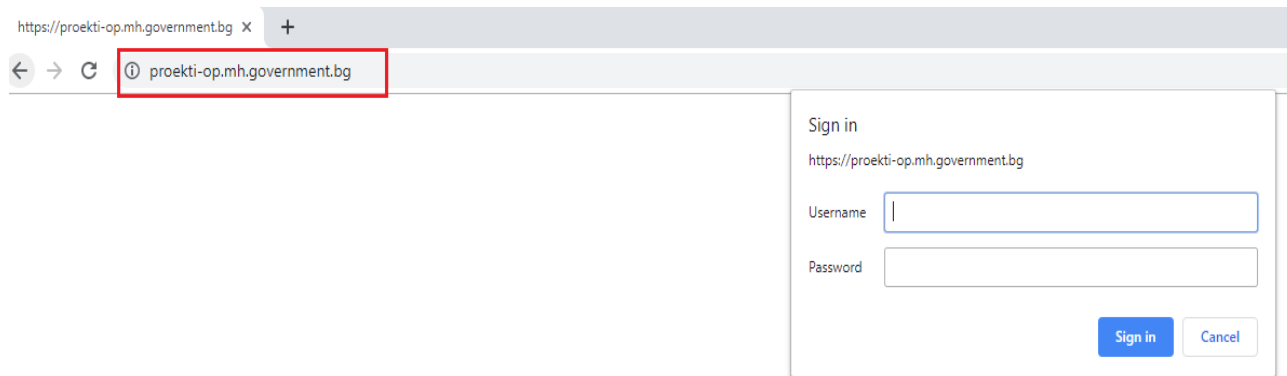 https://proekti-op.mh.government.bg
proekti-op.mh.government.bg
Sign in
https://proekti-op.mh.government.bg
Username
Password
Sign in Cancel